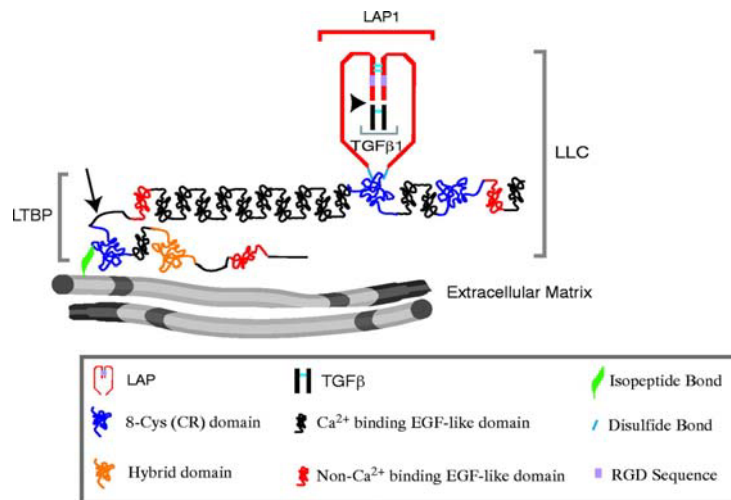 LAP1
TGFβ1
LLC
LTBP
Extracellular Matrix
LAP
TGFβ
Isopeptide Bond
8-Cys (CR) domain
Ca²⁺ binding EGF-like domain
Disulfide Bond
Hybrid domain
Non-Ca²⁺ binding EGF-like domain
RGD Sequence